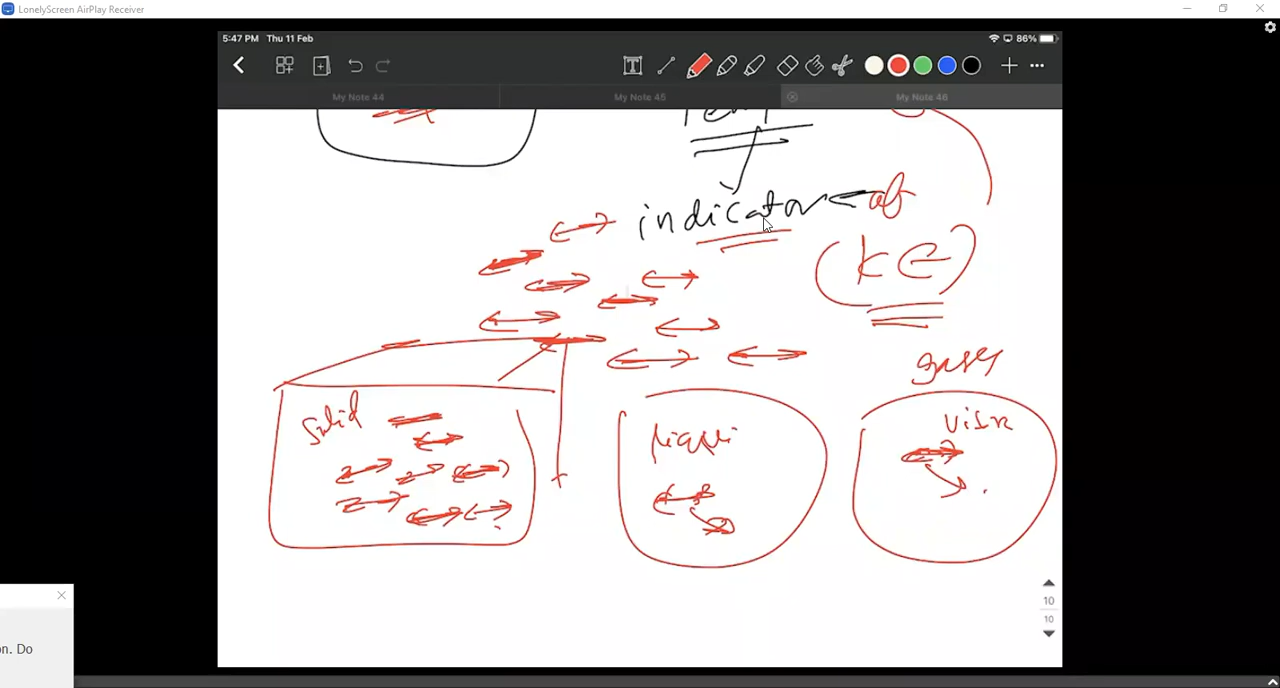 LonelyScreen AirPlay Receiver
5:47 PM Thu 11 Feb
86%
My Note 44
My Note 45
My Note 46
indicator of
(KE)
gases
solid
10
10
on. Do